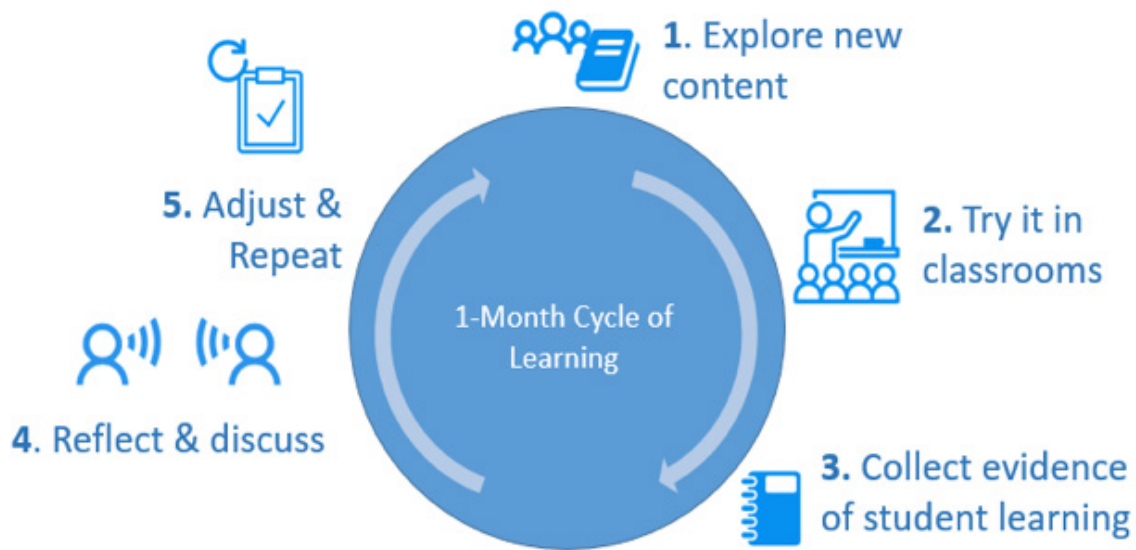 1. Explore new
content
2. Try it in
classrooms
3. Collect evidence
of student learning
4. Reflect & discuss
5. Adjust &
Repeat
1-Month Cycle of
Learning